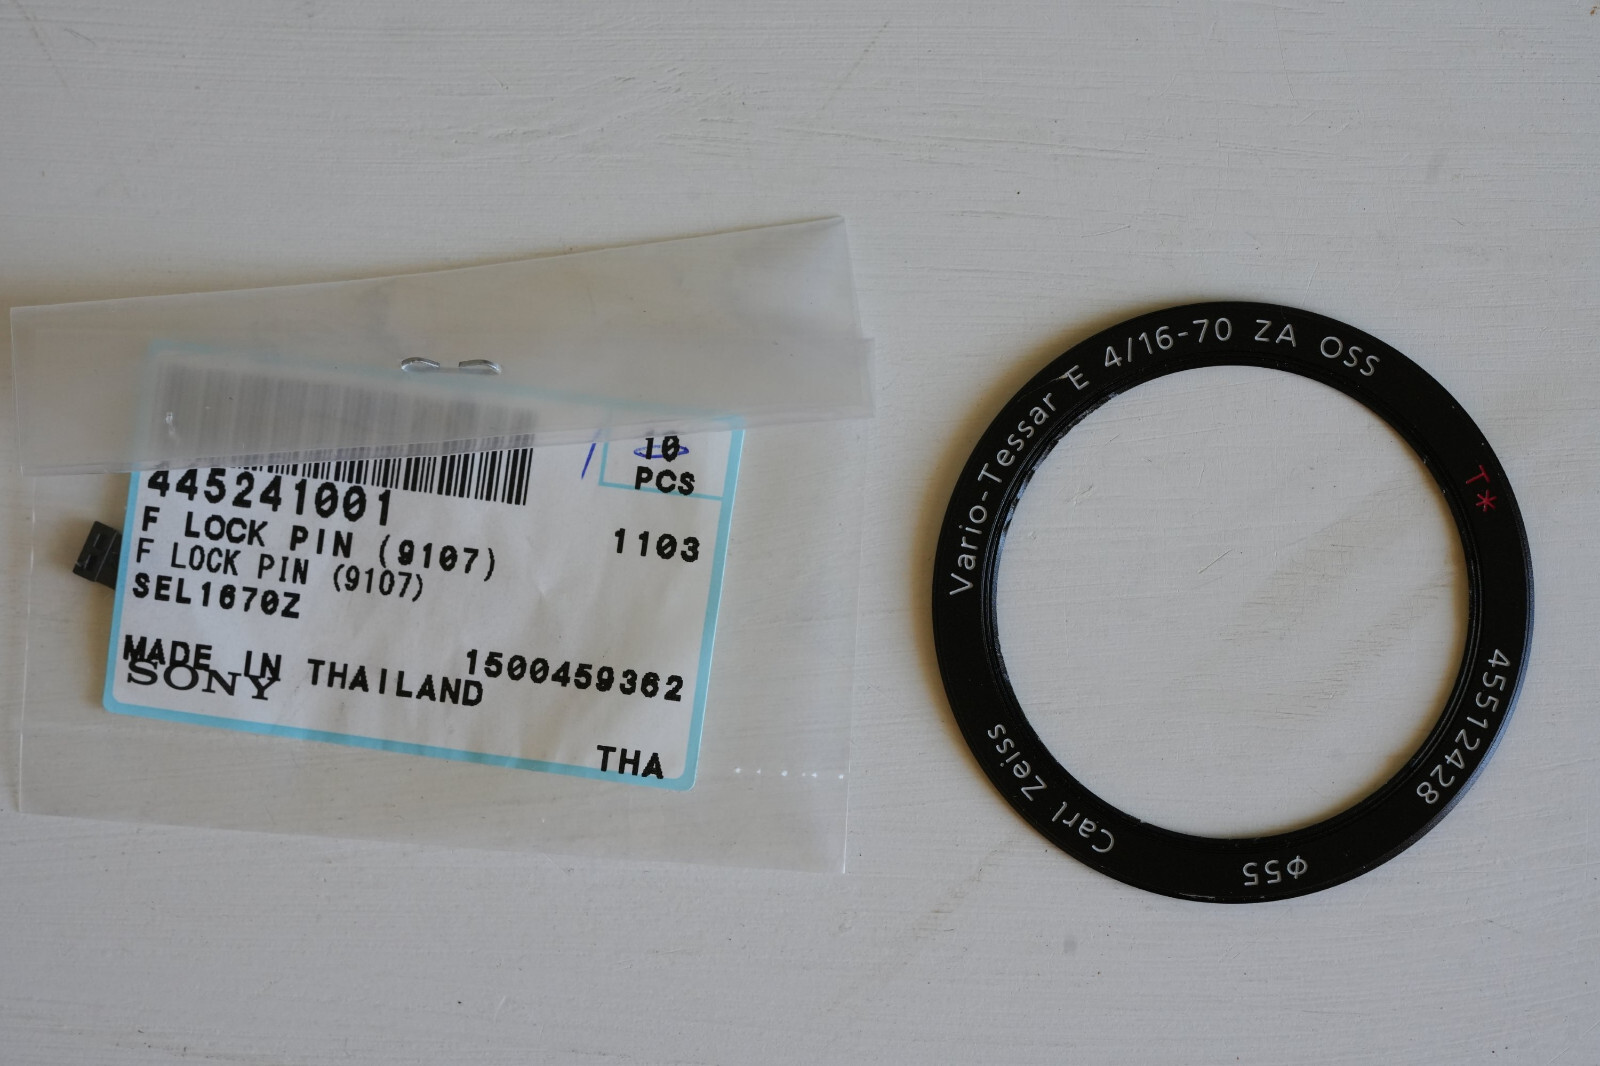 10
PCS
445241001
F LOCK PIN (9107)
1103
F LOCK PIN (9107)
SEL1670Z
MADE IN THAILAND
1500459362
SONY
THA
Vario-Tessar E 4/16-70 ZA OSS
T*
45512428
Φ55
Carl Zeiss